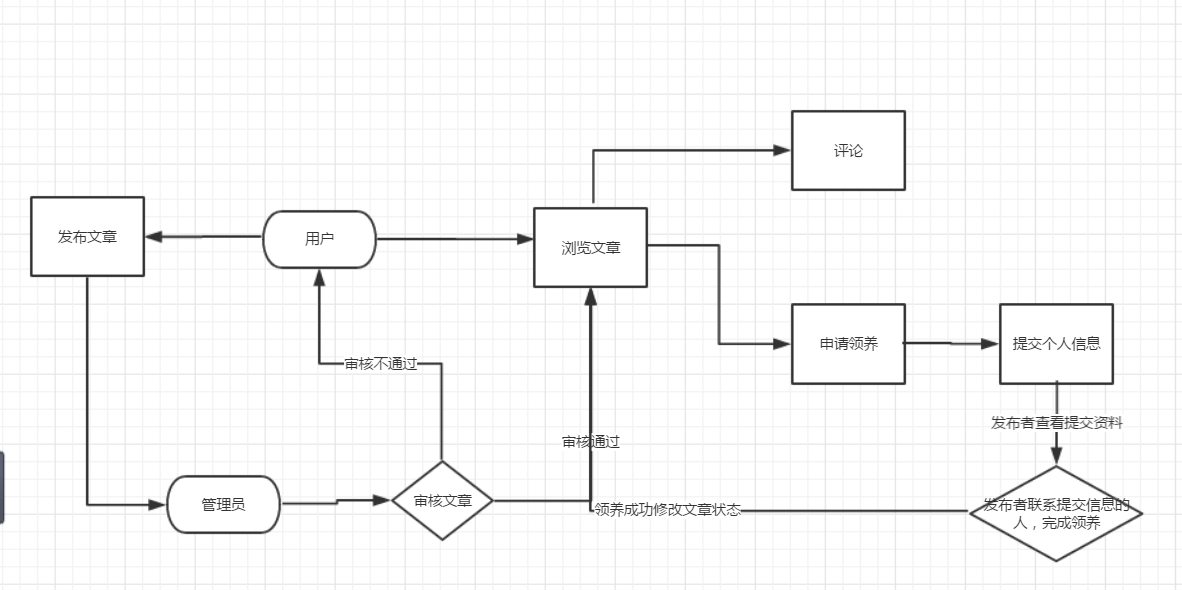 评论
发布文章
用户
浏览文章
申请领养
提交个人信息
审核不通过
发布者查看提交资料
审核通过
管理员
审核文章
领养成功修改文章状态
发布者联系提交信息的
人，完成领养